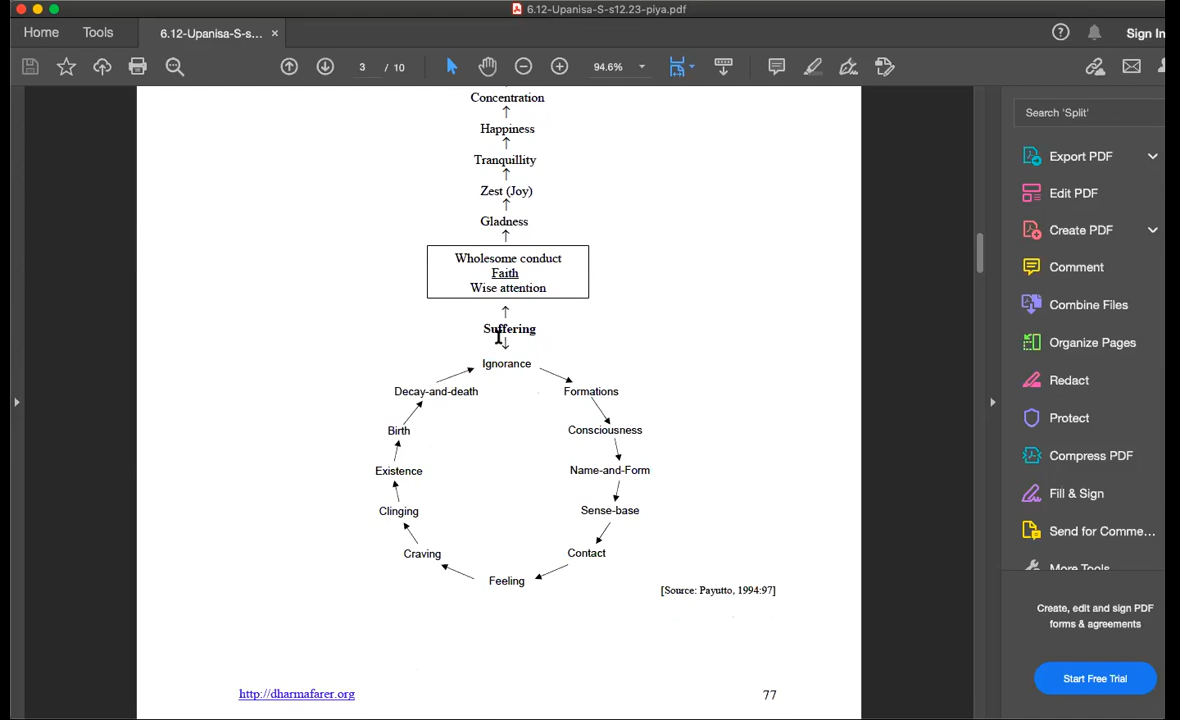 6.12-Upanisa-S-s12.23-piya.pdf
Home
Tools
6.12-Upanisa-S-s...
Sign In
3 / 10
94.6%
Concentration
↑
Happiness
↑
Tranquillity
↑
Zest (Joy)
↑
Gladness
↑
Wholesome conduct
Faith
Wise attention
↑
Suffering
↓
Ignorance
Decay-and-death
Formations
Birth
Consciousness
Existence
Name-and-Form
Clinging
Sense-base
Craving
Contact
Feeling
[Source: Payutto, 1994:97]
http://dharmafarer.org
77
Search 'Split'
Export PDF
Edit PDF
Create PDF
Comment
Combine Files
Organize Pages
Redact
Protect
Compress PDF
Fill & Sign
Send for Comme...
More Tools
Create, edit and sign PDF
forms & agreements
Start Free Trial